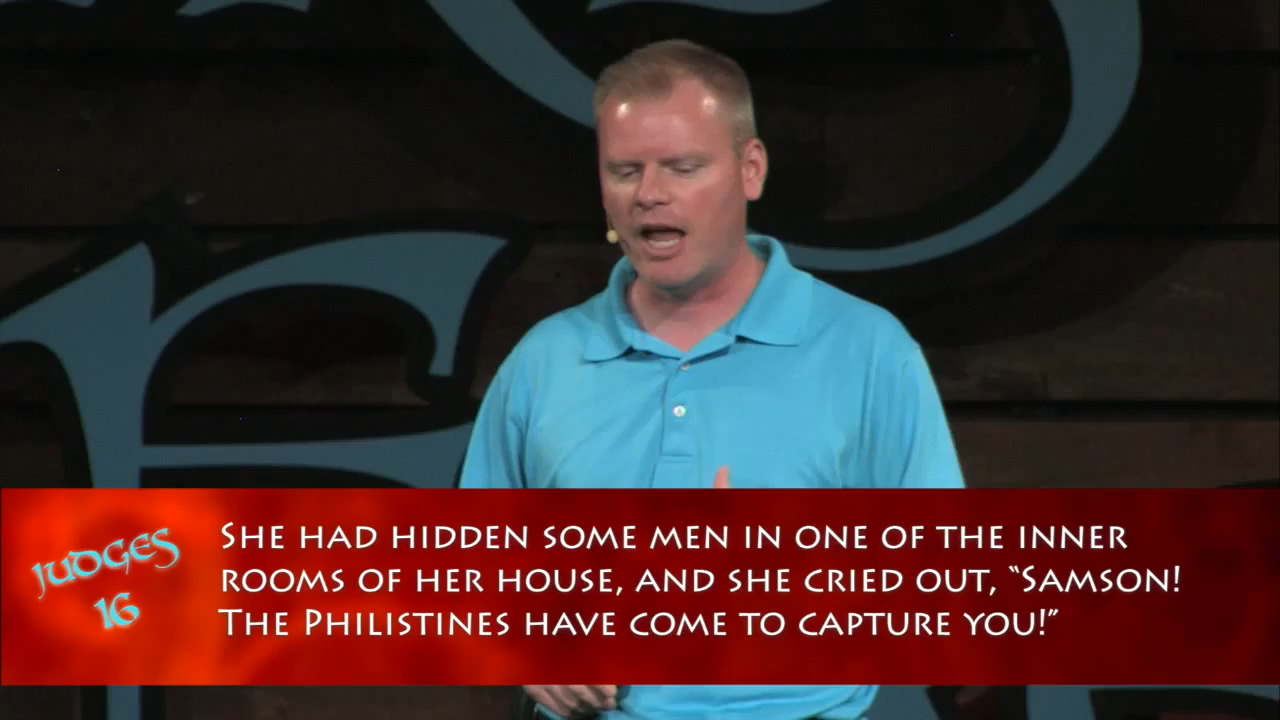 JUDGES
16
SHE HAD HIDDEN SOME MEN IN ONE OF THE INNER
ROOMS OF HER HOUSE, AND SHE CRIED OUT, “SAMSON!
THE PHILISTINES HAVE COME TO CAPTURE YOU!”